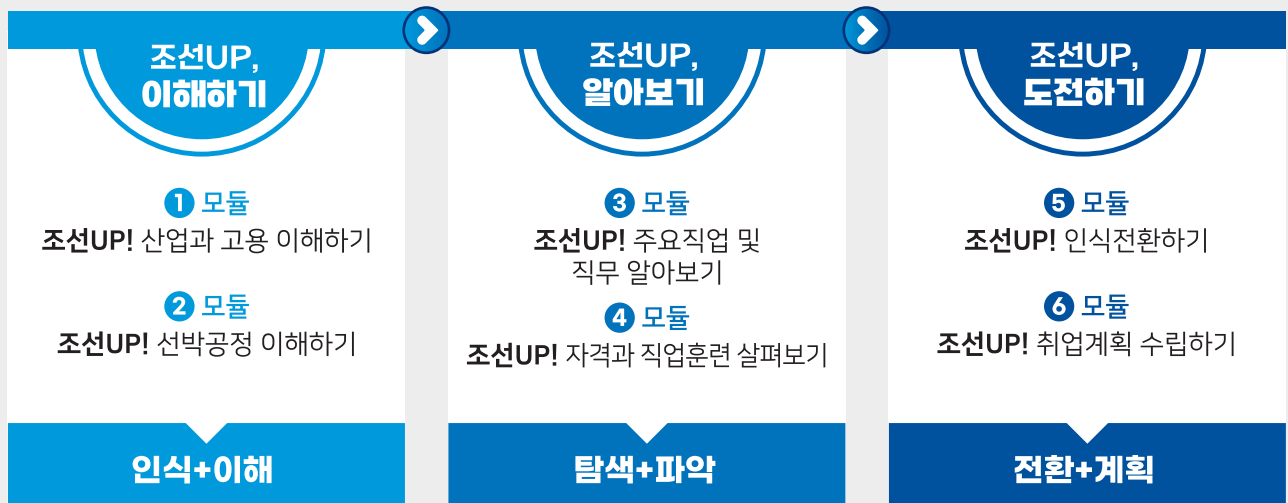 조선UP,
이해하기
1 모듈
조선UP! 산업과 고용 이해하기
2 모듈
조선UP! 선박공정 이해하기
인식+이해
조선UP,
알아보기
3 모듈
조선UP! 주요직업 및
직무 알아보기
4 모듈
조선UP! 자격과 직업훈련 살펴보기
탐색+파악
조선UP,
도전하기
5 모듈
조선UP! 인식전환하기
6 모듈
조선UP! 취업계획 수립하기
전환+계획